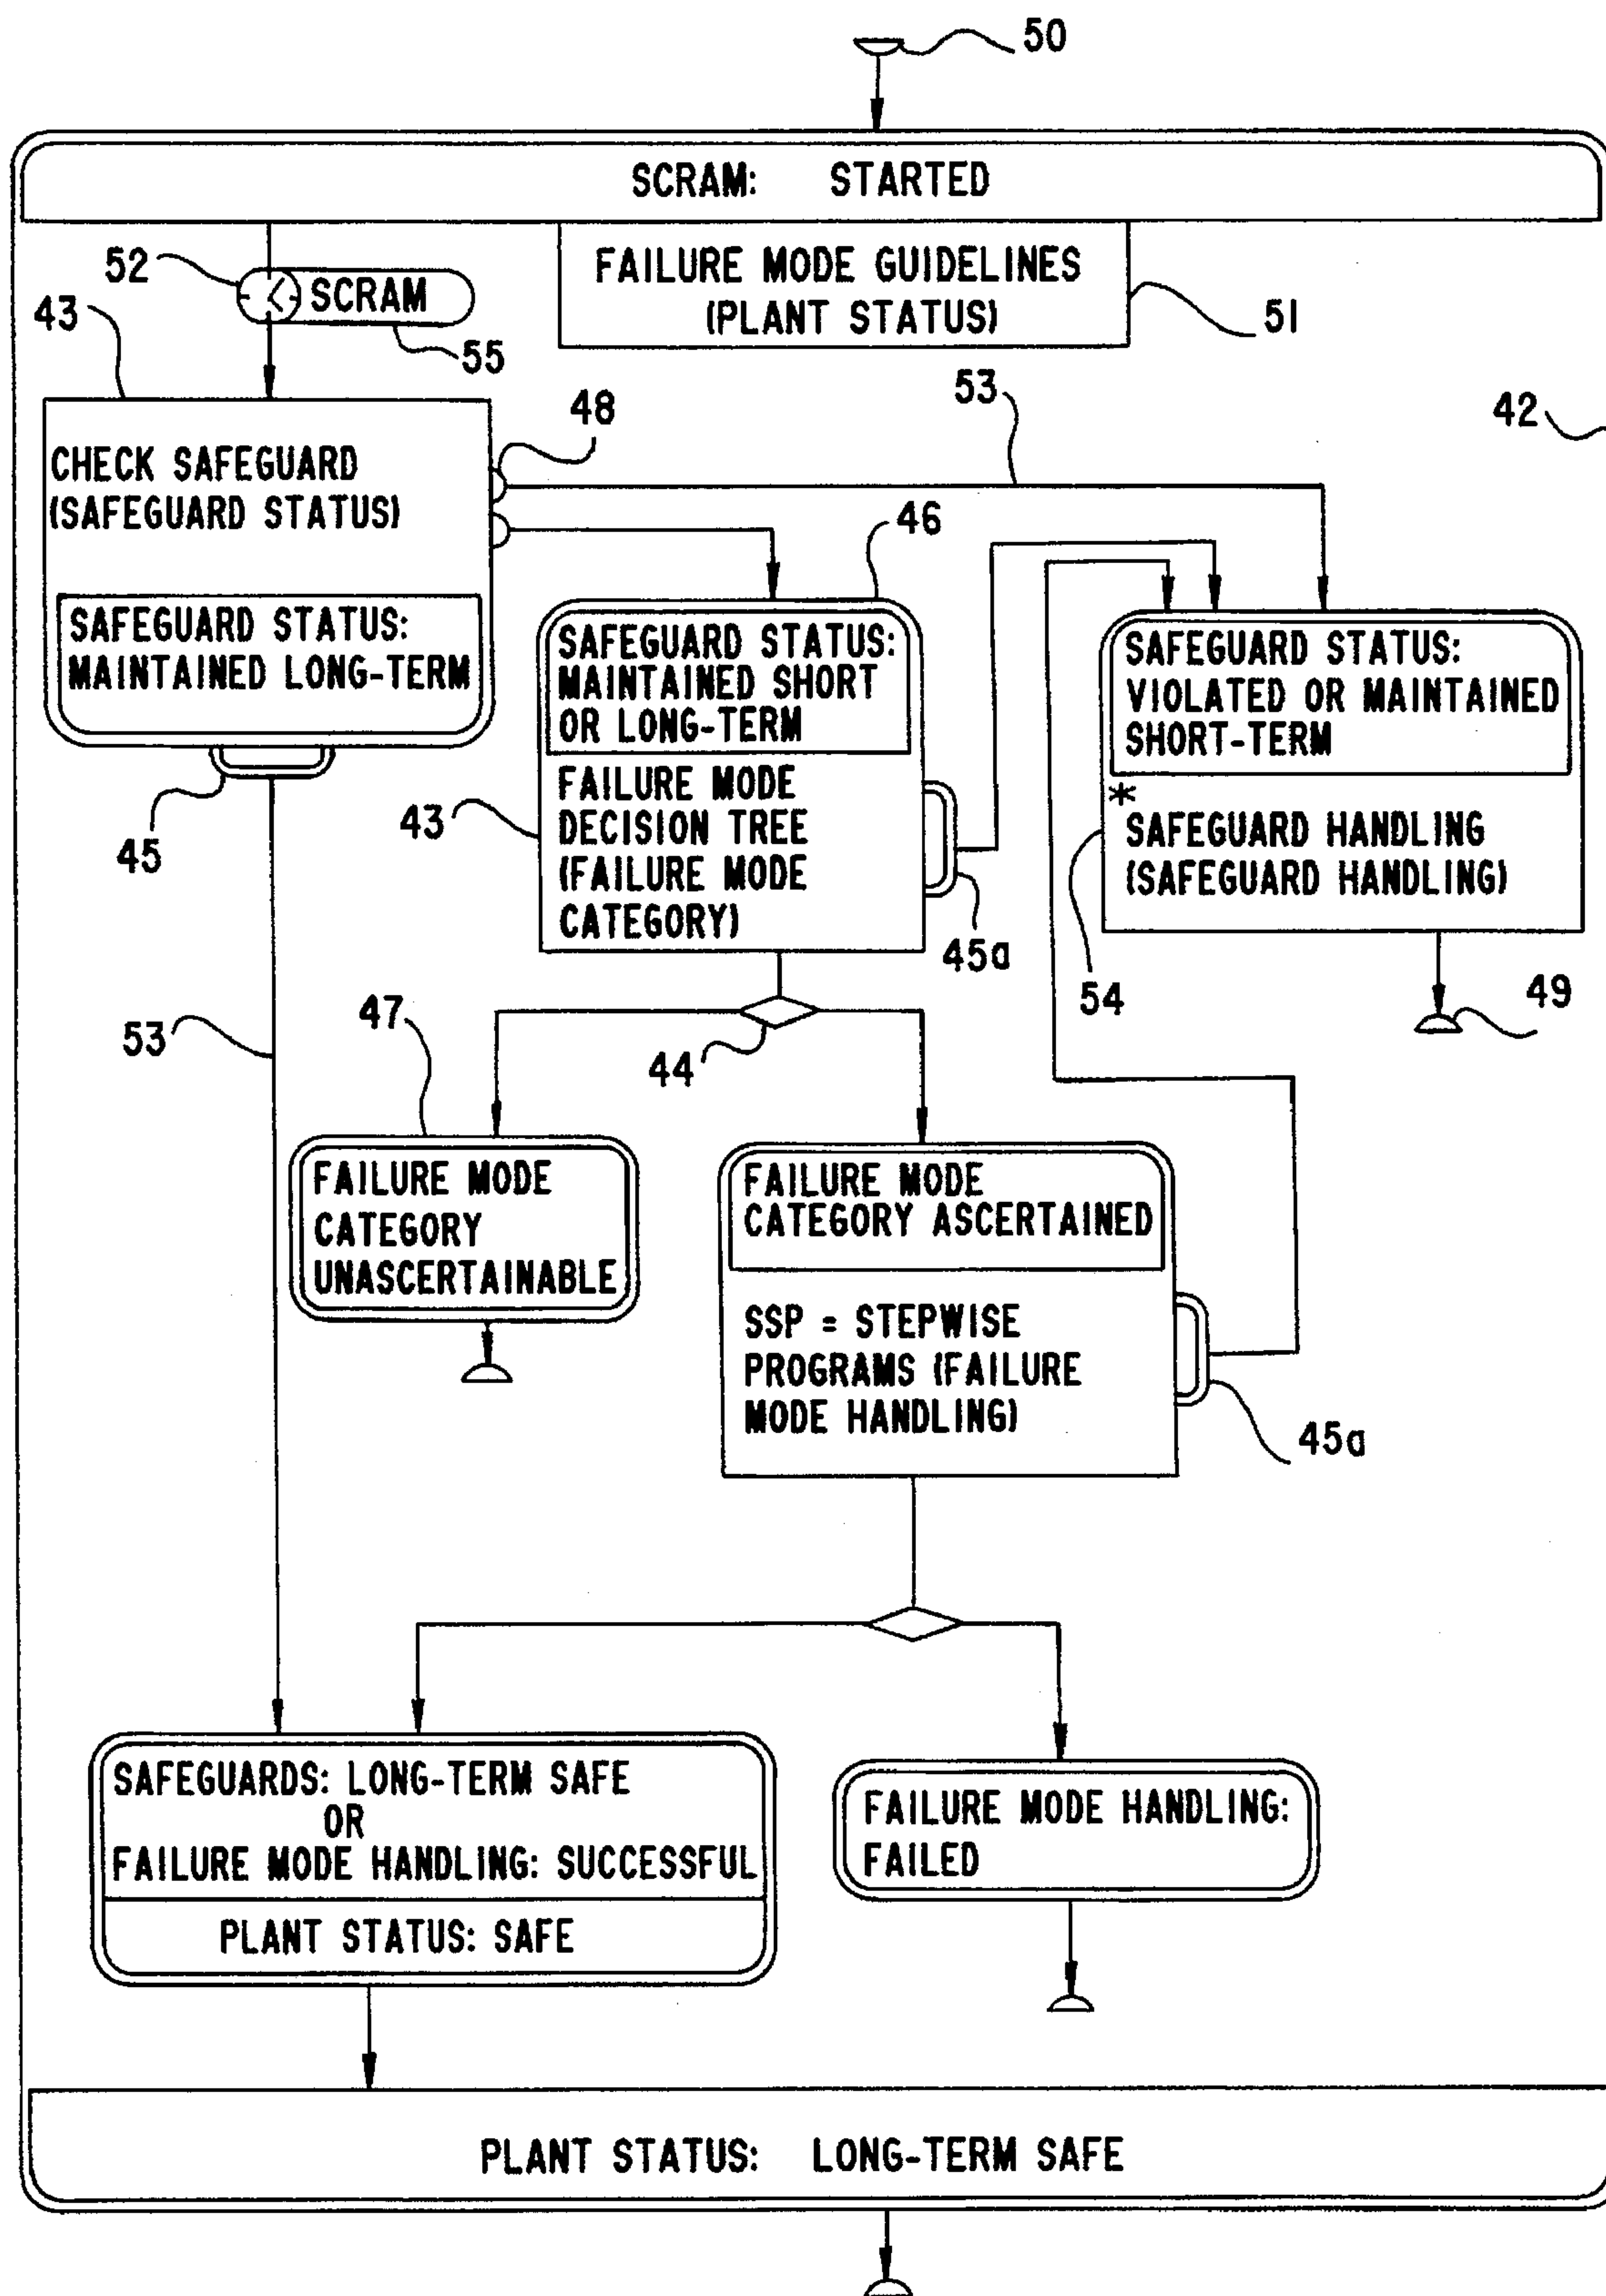 50
SCRAM: STARTED
FAILURE MODE GUIDELINES
(PLANT STATUS)
51
52
SCRAM
55
43
48
53
42
CHECK SAFEGUARD
(SAFEGUARD STATUS)
SAFEGUARD STATUS:
MAINTAINED LONG-TERM
45
46
SAFEGUARD STATUS:
MAINTAINED SHORT
OR LONG-TERM
FAILURE MODE
DECISION TREE
(FAILURE MODE
CATEGORY)
43
45a
SAFEGUARD STATUS:
VIOLATED OR MAINTAINED
SHORT-TERM
*
SAFEGUARD HANDLING
(SAFEGUARD HANDLING)
54
49
53
47
44
FAILURE MODE
CATEGORY
UNASCERTAINABLE
FAILURE MODE
CATEGORY ASCERTAINED
SSP = STEPWISE
PROGRAMS (FAILURE
MODE HANDLING)
45a
SAFEGUARDS: LONG-TERM SAFE
OR
FAILURE MODE HANDLING: SUCCESSFUL
PLANT STATUS: SAFE
FAILURE MODE HANDLING:
FAILED
PLANT STATUS: LONG-TERM SAFE